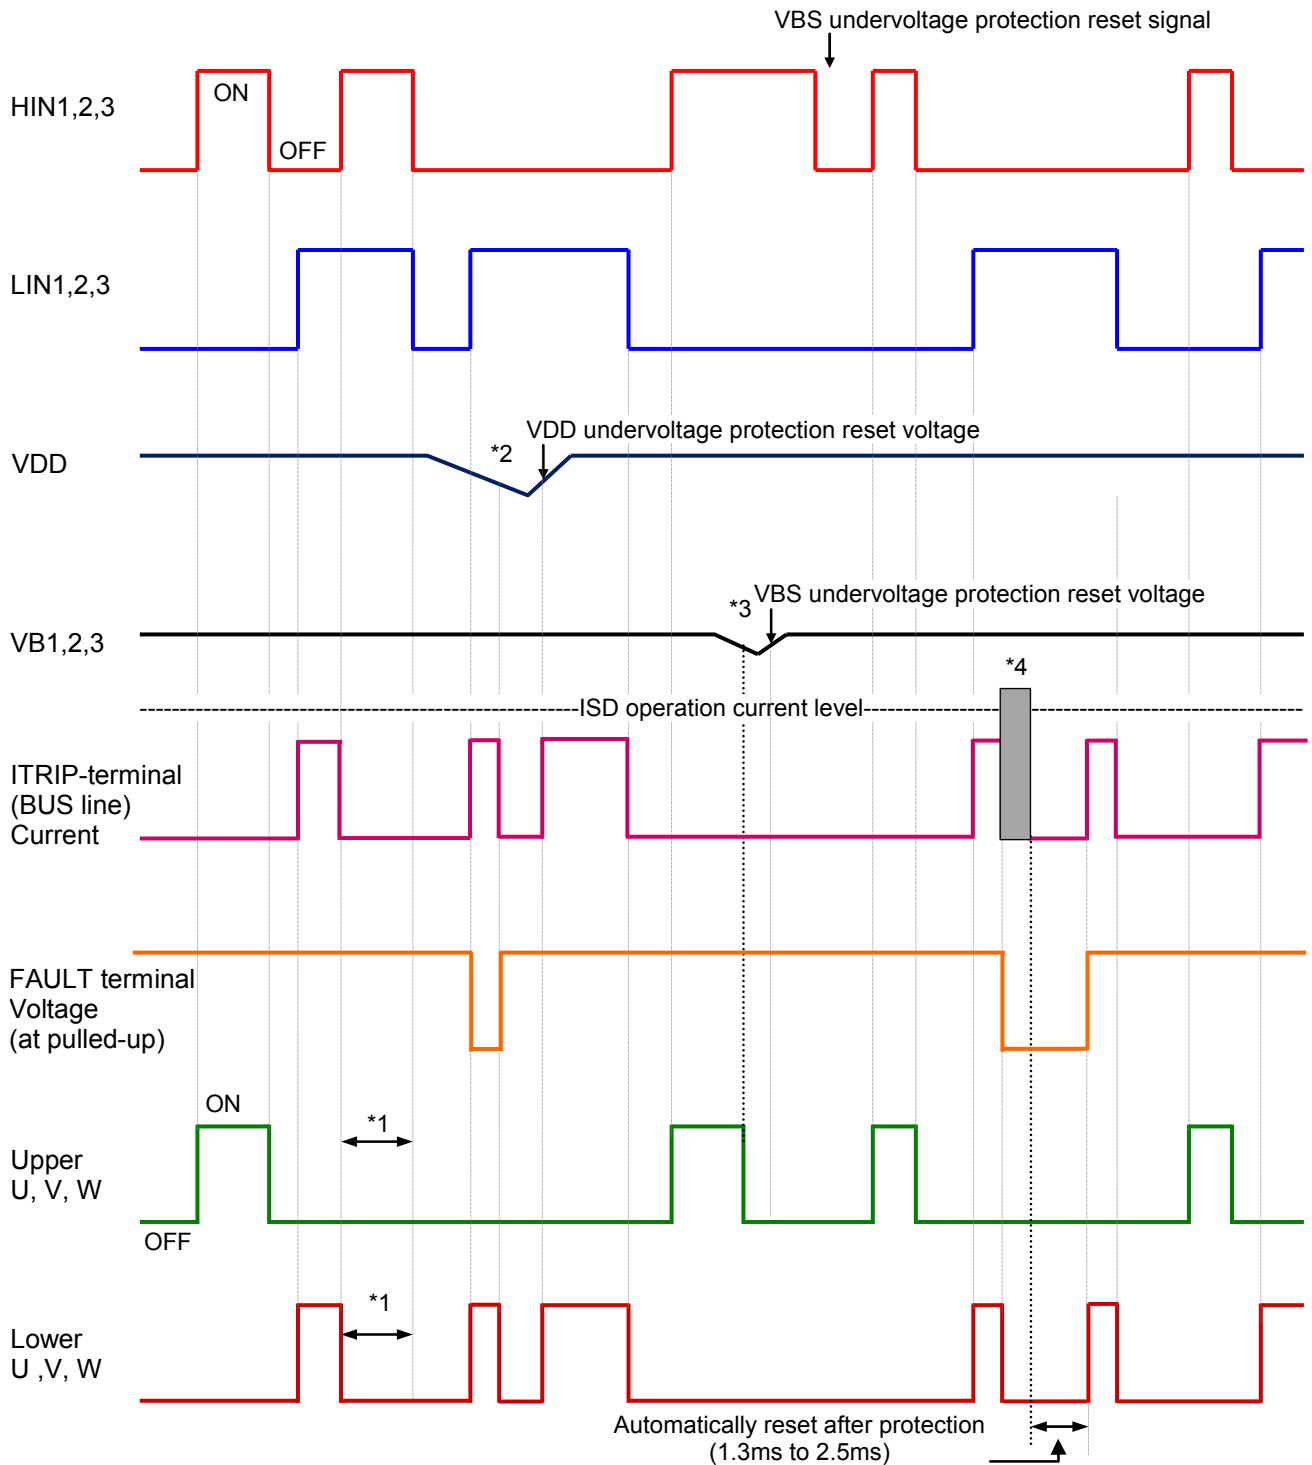 VBS undervoltage protection reset signal
HIN1,2,3
ON
OFF
LIN1,2,3
VDD undervoltage protection reset voltage
*2
VDD
VBS undervoltage protection reset voltage
*3
VB1,2,3
*4
ISD operation current level
ITRIP-terminal
(BUS line)
Current
FAULT terminal
Voltage
(at pulled-up)
ON
*1
Upper
U, V, W
OFF
*1
Lower
U ,V, W
Automatically reset after protection
(1.3ms to 2.5ms)